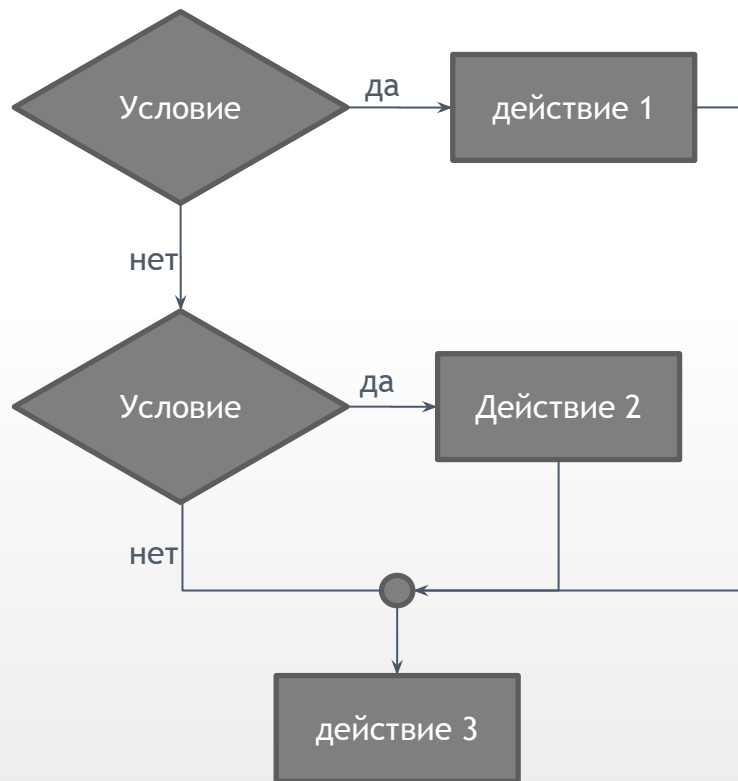 Условие
да
действие 1
нет
Условие
да
Действие 2
нет
действие 3